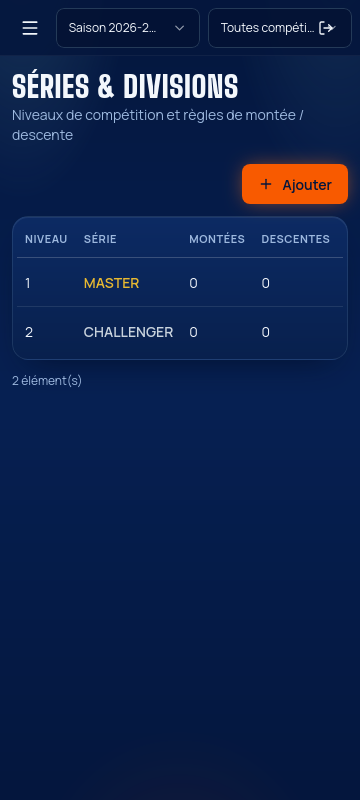 Saison 2026-2...
Toutes compéti...
SÉRIES & DIVISIONS
Niveaux de compétition et règles de montée /
descente
+ Ajouter
NIVEAU SÉRIE MONTÉES DESCENTES
1 MASTER 0 0
2 CHALLENGER 0 0
2 élément(s)